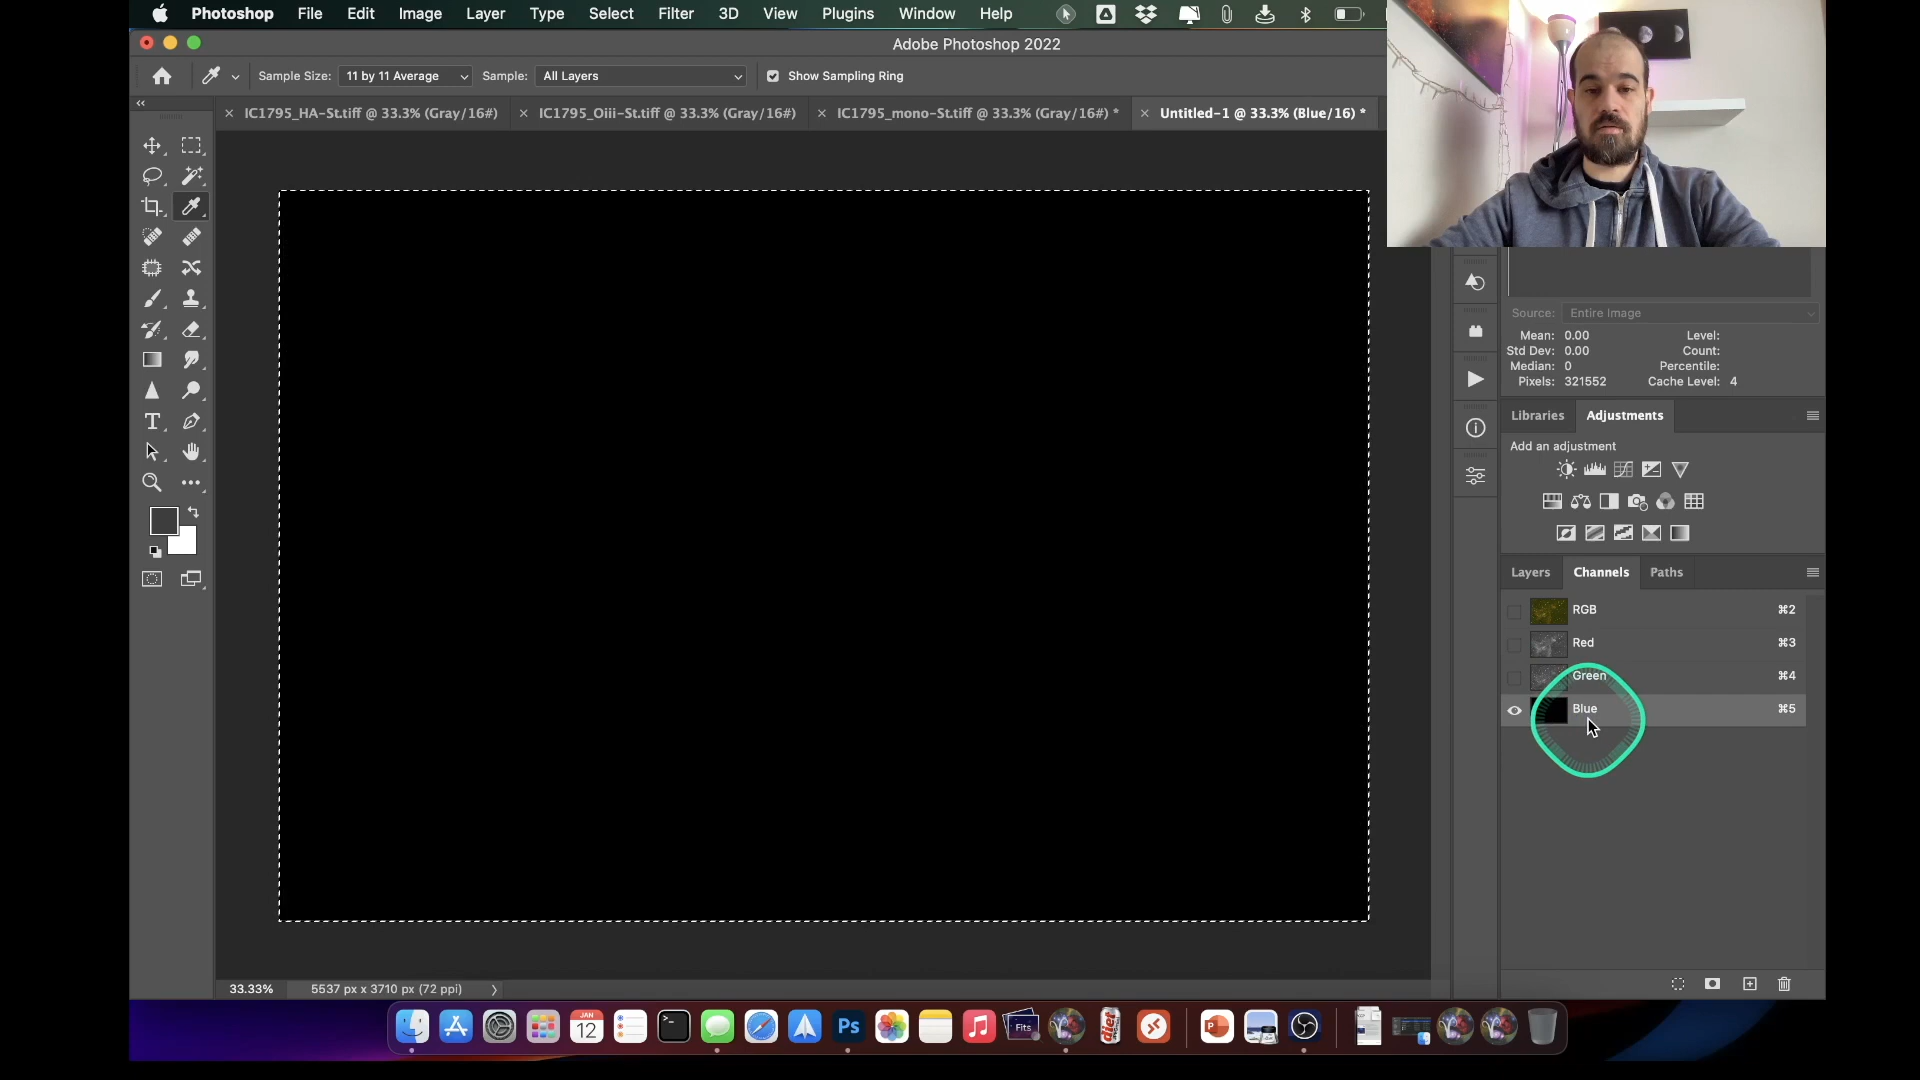 Photoshop File Edit Image Layer Type Select Filter 3D View Plugins Window Help
Adobe Photoshop 2022
Sample Size: 11 by 11 Average Sample: All Layers Show Sampling Ring
IC1795_HA-St.tiff @ 33.3% (Gray/16#) IC1795_Oiii-St.tiff @ 33.3% (Gray/16#) IC1795_mono-St.tiff @ 33.3% (Gray/16#) * Untitled-1 @ 33.3% (Blue/16) *
Source: Entire Image
Mean: 0.00 Level:
Std Dev: 0.00 Count:
Median: 0 Percentile:
Pixels: 321552 Cache Level: 4
Libraries Adjustments
Add an adjustment
Layers Channels Paths
RGB ⌘2
Red ⌘3
Green ⌘4
Blue ⌘5
33.33% 5537 px x 3710 px (72 ppi)
JAN
12
Ps
Fits
diet
P